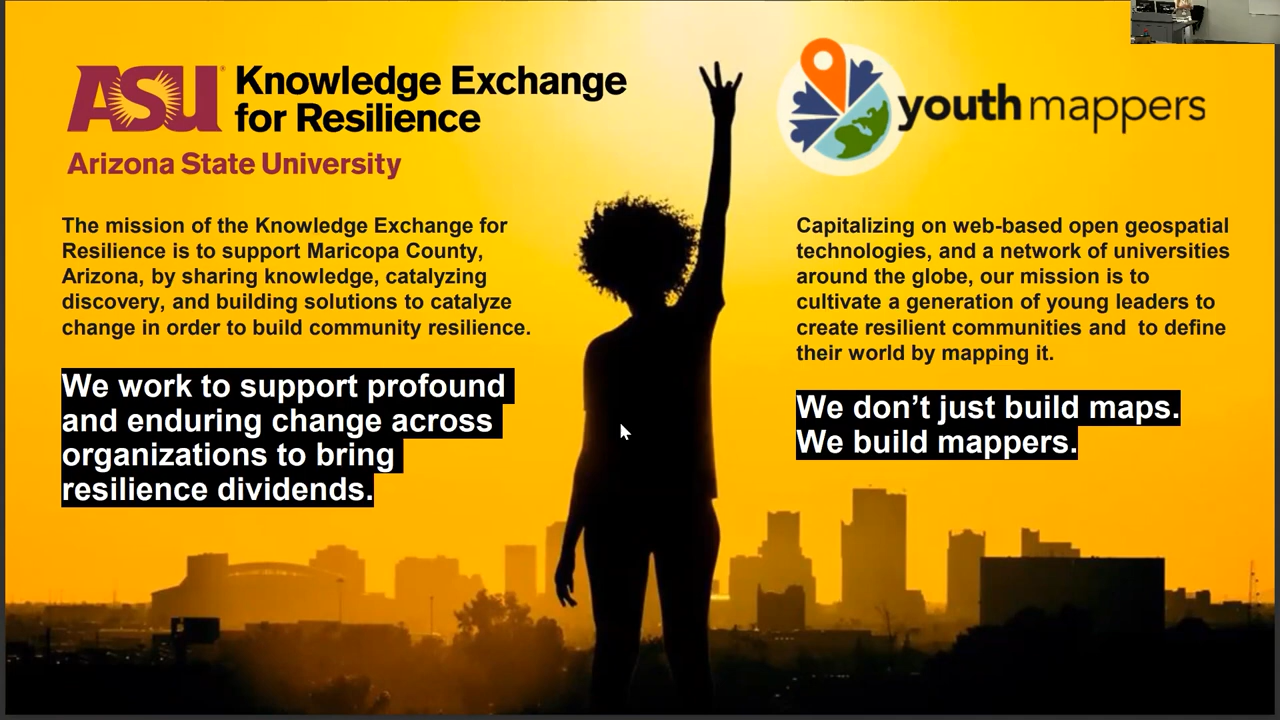 ASU Knowledge Exchange
for Resilience
Arizona State University
The mission of the Knowledge Exchange for
Resilience is to support Maricopa County,
Arizona, by sharing knowledge, catalyzing
discovery, and building solutions to catalyze
change in order to build community resilience.
We work to support profound
and enduring change across
organizations to bring
resilience dividends.
youthmappers
Capitalizing on web-based open geospatial
technologies, and a network of universities
around the globe, our mission is to
cultivate a generation of young leaders to
create resilient communities and  to define
their world by mapping it.
We don’t just build maps.
We build mappers.